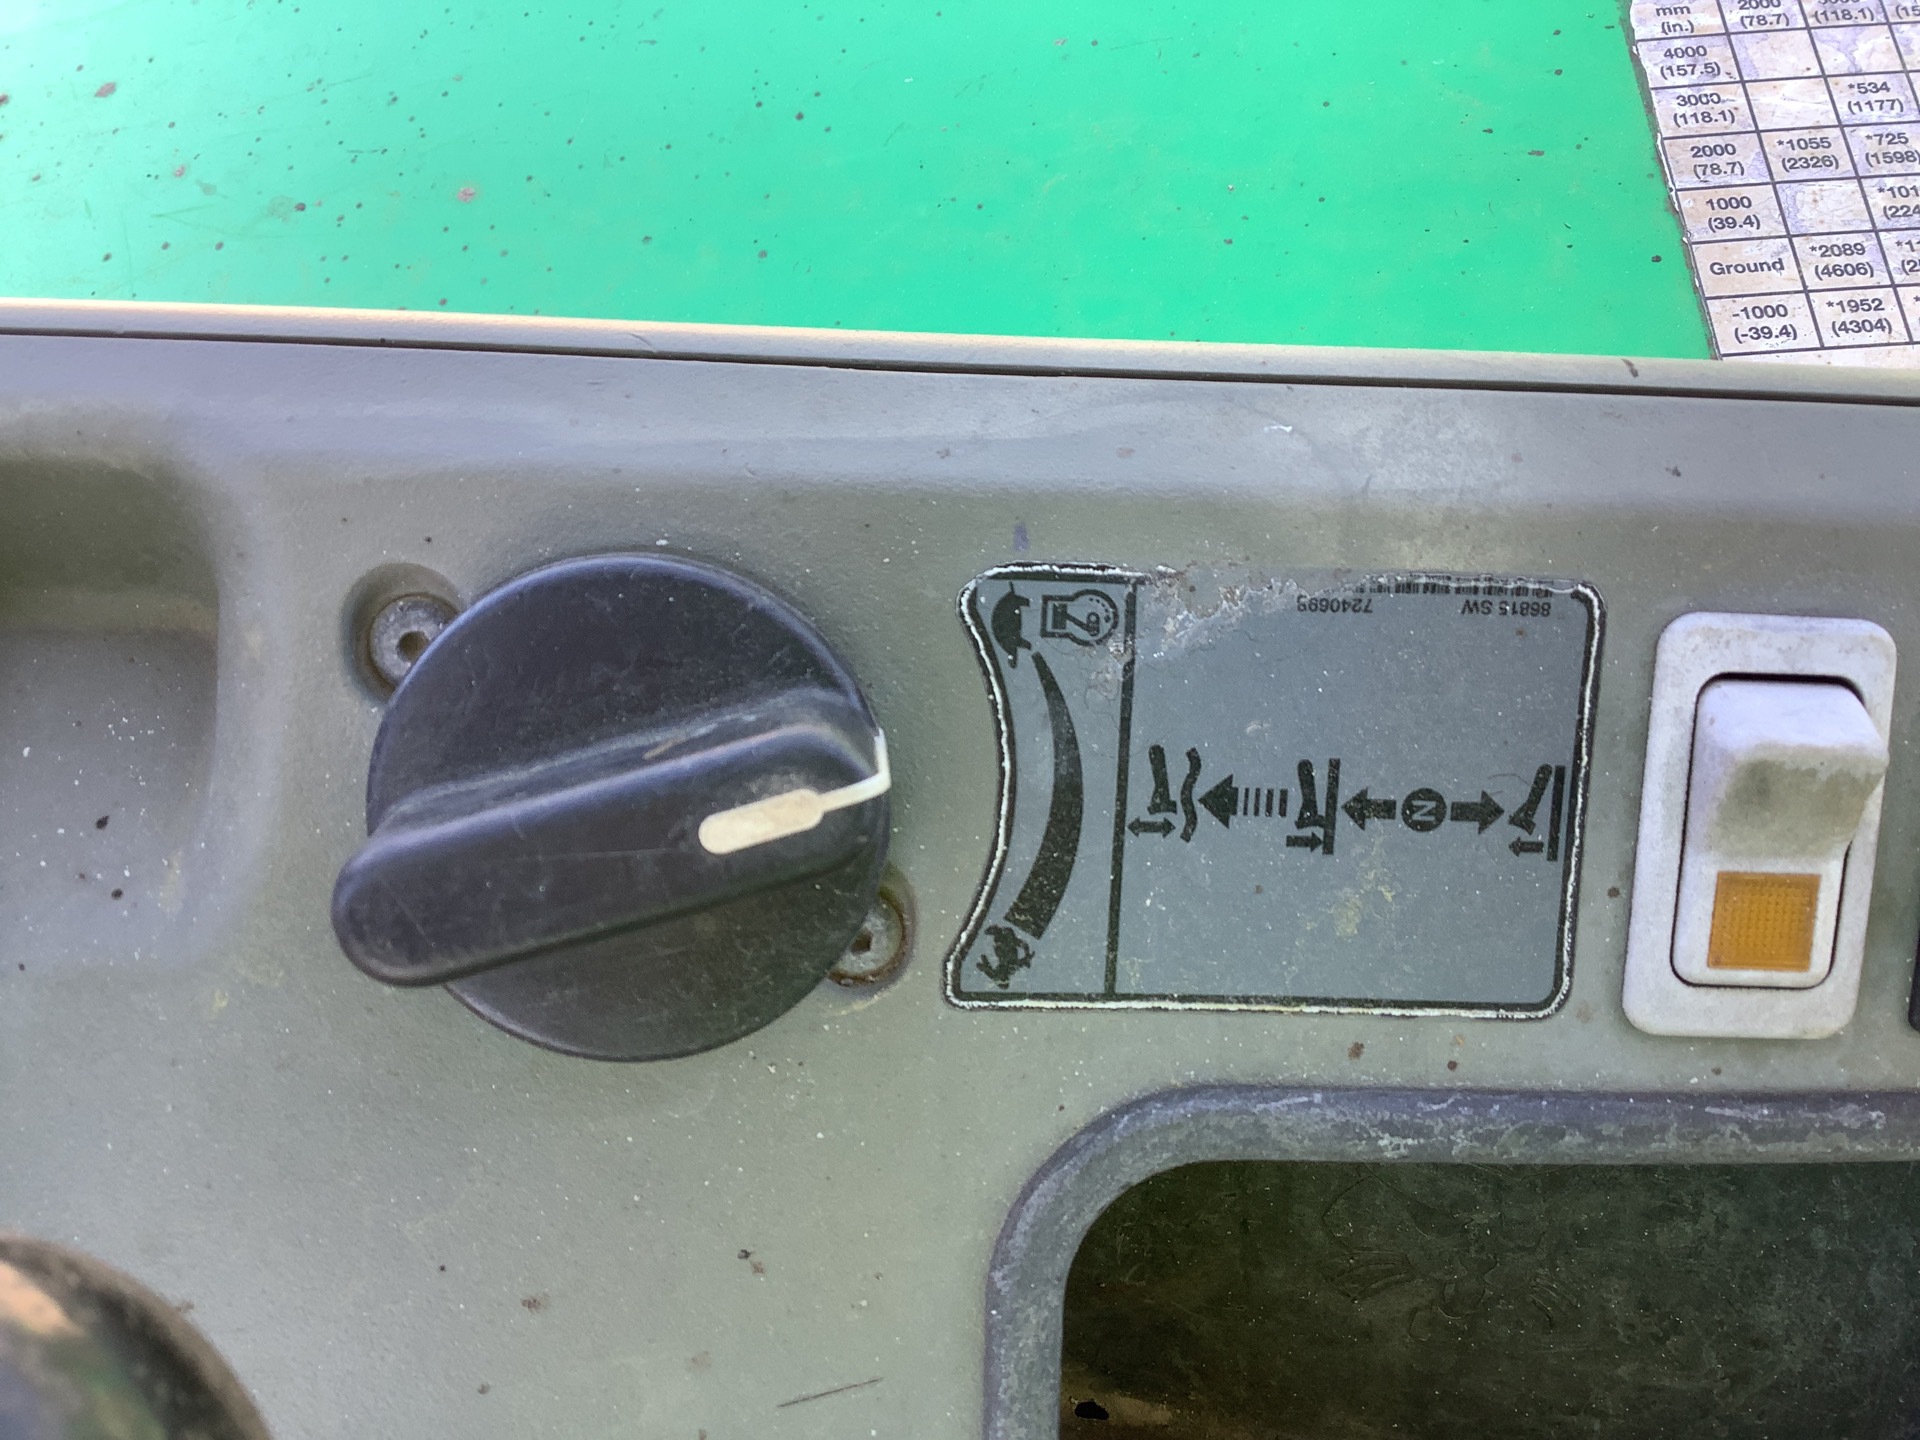 mm 2000
(in.) (78.7) (118.1)
4000
(157.5)
3000 *534
(118.1) (1177)
2000 *1055 *725
(78.7) (2326) (1598)
1000
(39.4)
Ground *2089
(4606)
-1000 *1952
(-39.4) (4304)
86815 SW
7240695
N